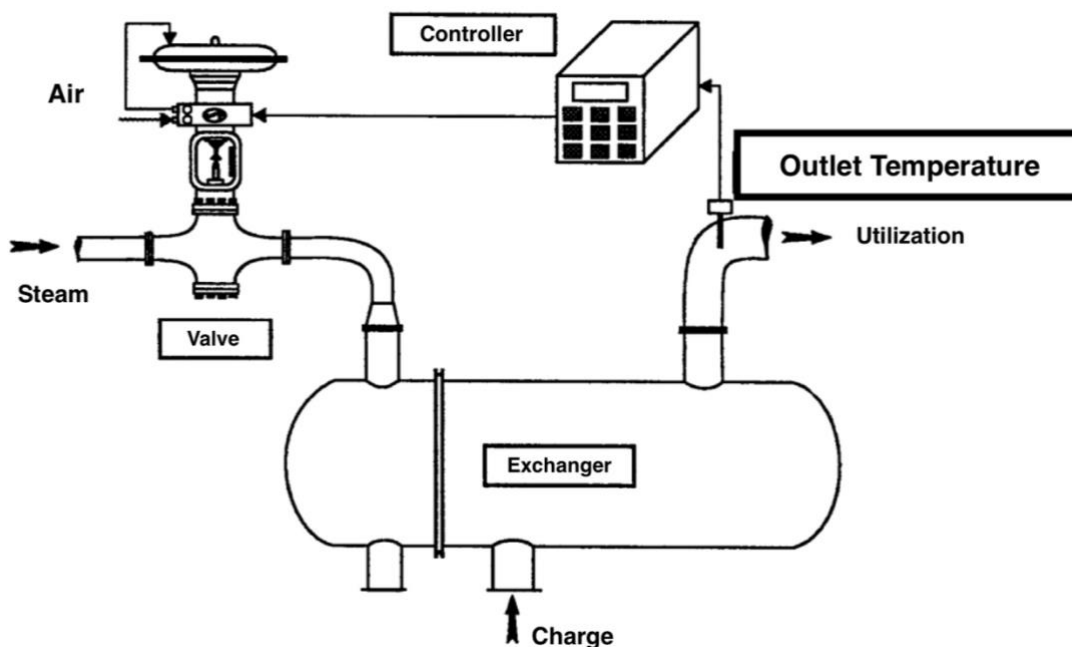 Controller
Air
Outlet Temperature
Utilization
Steam
Valve
Exchanger
Charge